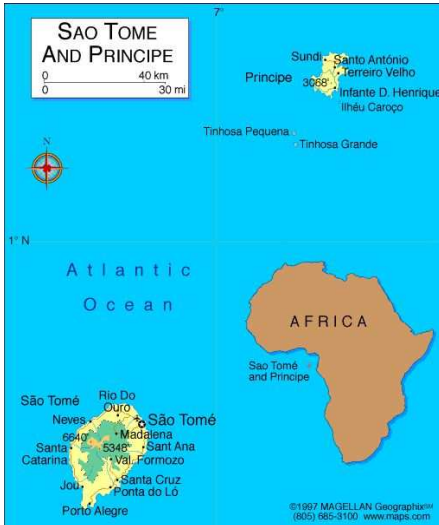 SAO TOME
AND PRINCIPE
0 40 km
0 30 mi
7°
Sundi
Santo António
Terreiro Velho
Principe
3068'
Infante D. Henrique
Ilhéu Caroço
Tinhosa Pequena
Tinhosa Grande
N
1° N
Atlantic
Ocean
AFRICA
Sao Tomé
and Principe
São Tomé
Rio Do
Ouro
Neves
São Tomé
6640'
Madalena
Santa
Catarina
5348'
Sant Ana
Val. Formozo
Santa Cruz
Jou
Ponta do Ló
Porto Alegre
©1997 MAGELLAN Geographix℠
(805) 685-3100 www.maps.com